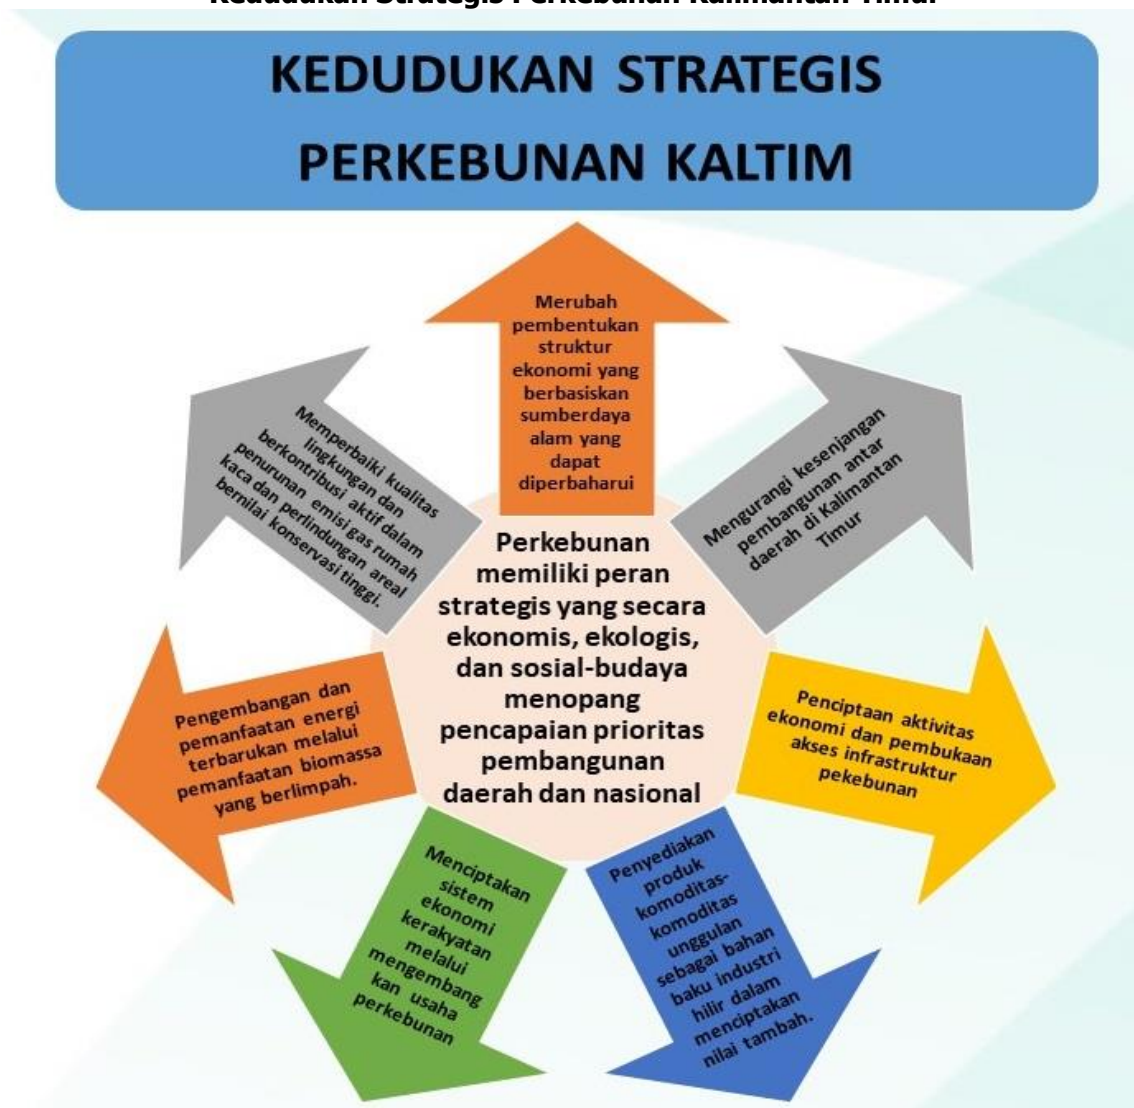 Kedudukan Strategis Perkebunan Kalimantan Timur
KEDUDUKAN STRATEGIS
PERKEBUNAN KALTIM
Merubah
pembentukan
struktur
ekonomi yang
berbasiskan
sumberdaya
alam yang
dapat
diperbaharui
Mengurangi kesenjangan
pembangunan antar
daerah di Kalimantan
Timur
Penciptaan aktivitas
ekonomi dan pembukaan
akses infrastruktur
pekebunan
Penyediakan
produk
komoditas-
komoditas
unggulan
sebagai bahan
baku industri
hilir dalam
menciptakan
nilai tambah.
Menciptakan
sistem
ekonomi
kerakyatan
melalui
mengembang
kan usaha
perkebunan
Pengembangan dan
pemanfaatan energi
terbarukan melalui
pemanfaatan biomassa
yang berlimpah.
Memperbaiki kualitas
lingkungan dan
berkontribusi aktif dalam
penurunan emisi gas rumah
kaca dan perlindungan areal
bernilai konservasi tinggi.
Perkebunan
memiliki peran
strategis yang secara
ekonomis, ekologis,
dan sosial-budaya
menopang
pencapaian prioritas
pembangunan
daerah dan nasional